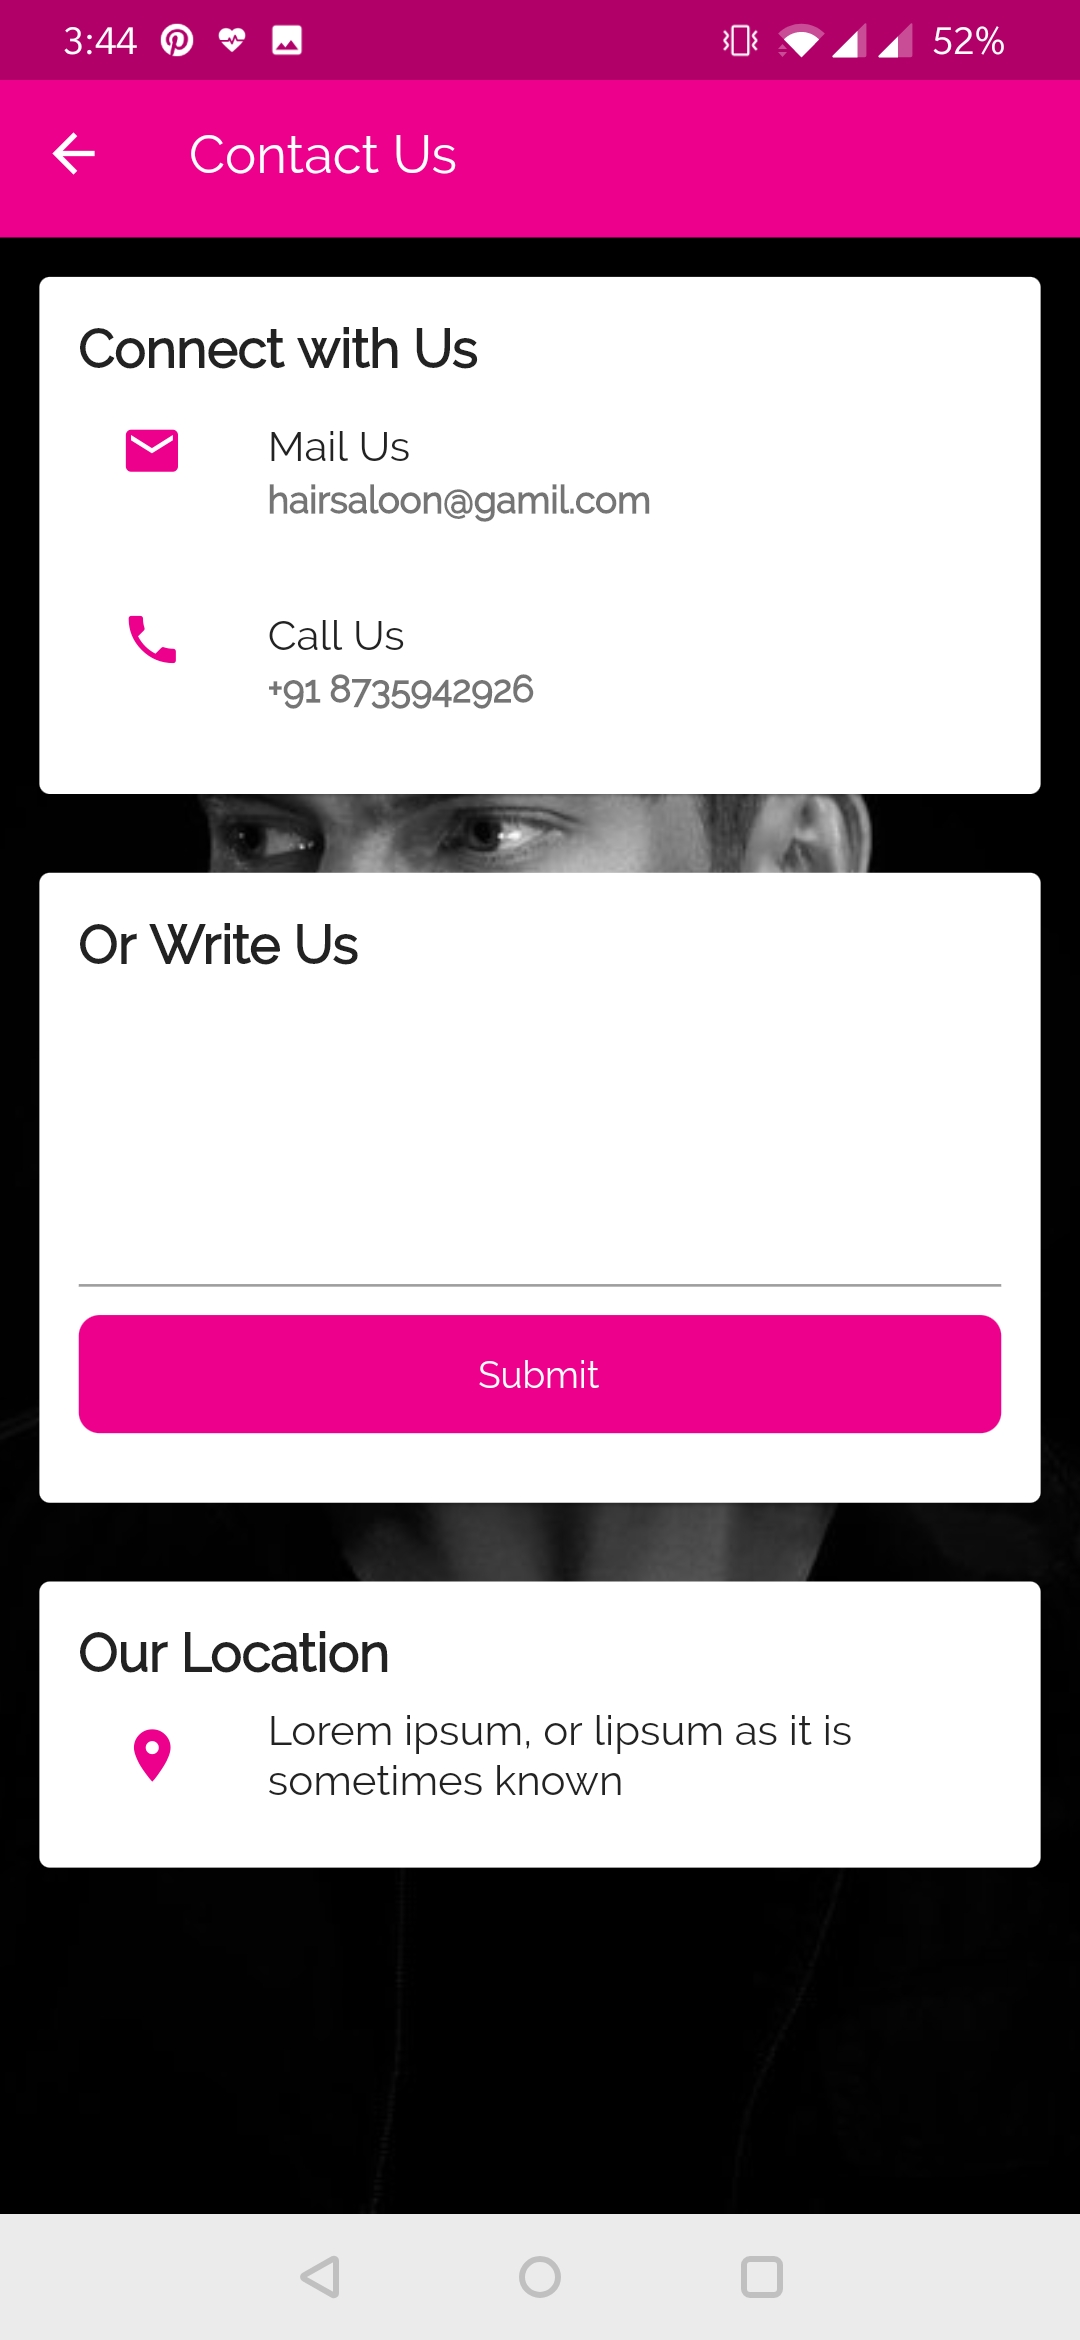 3:44 52%
Contact Us
Connect with Us
Mail Us
hairsaloon@gamil.com
Call Us
+91 8735942926
Or Write Us
Submit
Our Location
Lorem ipsum, or lipsum as it is
sometimes known